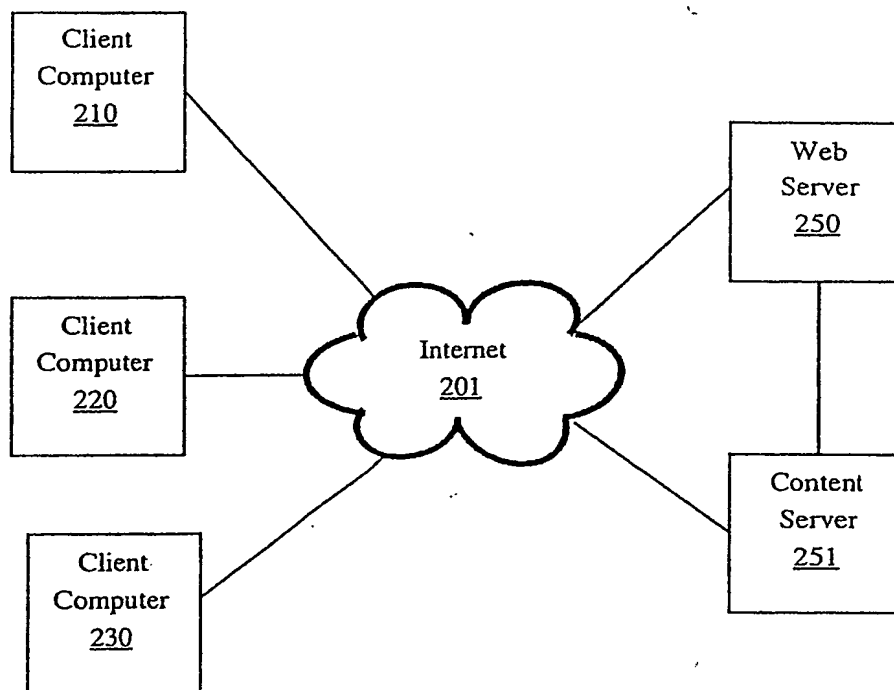 Client
Computer
210
Web
Server
250
Client
Computer
220
Internet
201
Content
Server
251
Client
Computer
230